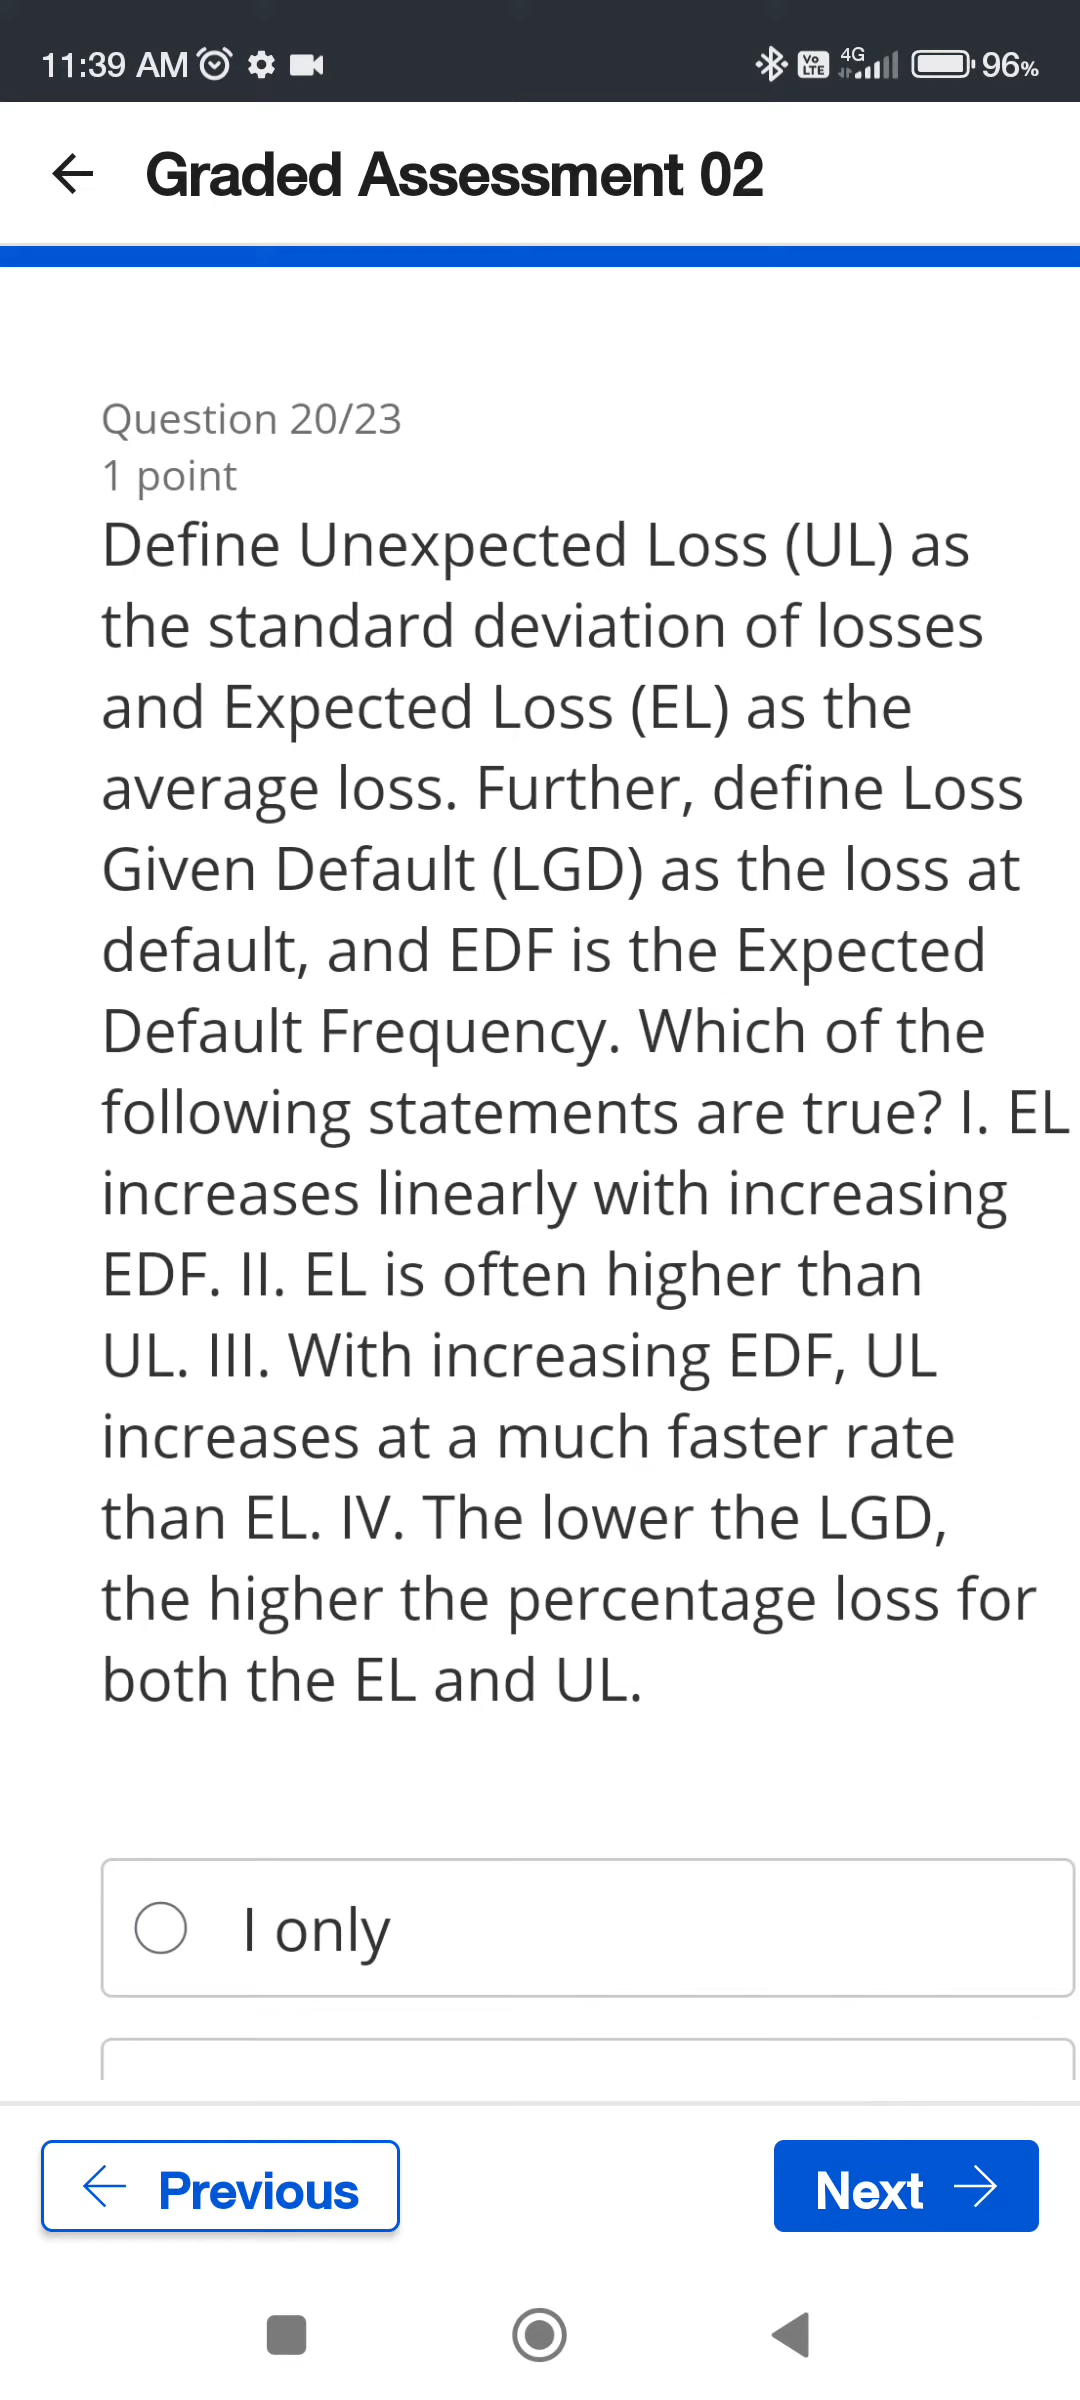 11:39 AM
Vo
LTE
4G
96%
Graded Assessment 02
Question 20/23
1 point
Define Unexpected Loss (UL) as
the standard deviation of losses
and Expected Loss (EL) as the
average loss. Further, define Loss
Given Default (LGD) as the loss at
default, and EDF is the Expected
Default Frequency. Which of the
following statements are true? I. EL
increases linearly with increasing
EDF. II. EL is often higher than
UL. III. With increasing EDF, UL
increases at a much faster rate
than EL. IV. The lower the LGD,
the higher the percentage loss for
both the EL and UL.
I only
Previous
Next